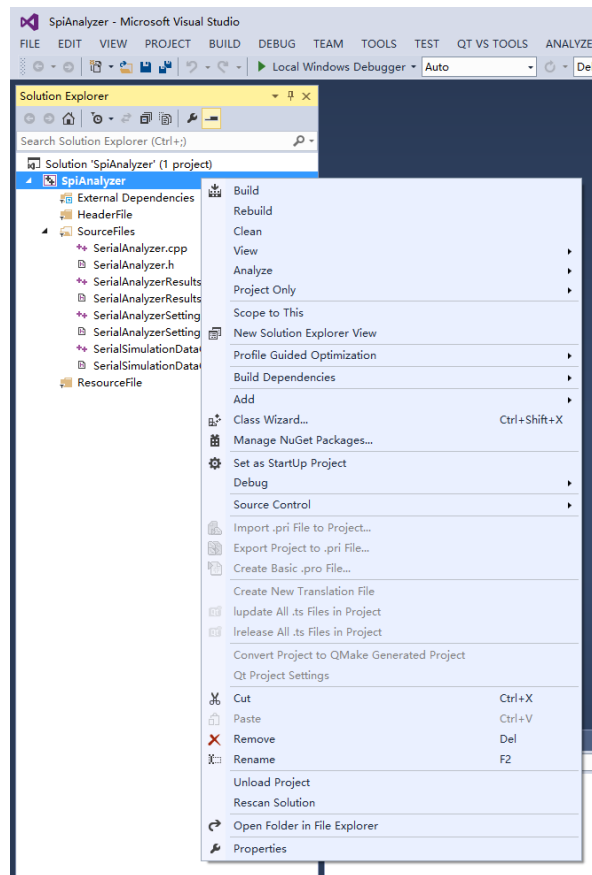 SpiAnalyzer - Microsoft Visual Studio
FILE EDIT VIEW PROJECT BUILD DEBUG TEAM TOOLS TEST QT VS TOOLS ANALYZE
Local Windows Debugger Auto De
Solution Explorer
Search Solution Explorer (Ctrl+;)
Solution 'SpiAnalyzer' (1 project)
SpiAnalyzer
External Dependencies
HeaderFile
SourceFiles
SerialAnalyzer.cpp
SerialAnalyzer.h
SerialAnalyzerResults
SerialAnalyzerResults
SerialAnalyzerSetting
SerialAnalyzerSetting
SerialSimulationData
SerialSimulationData
ResourceFile
Build
Rebuild
Clean
View
Analyze
Project Only
Scope to This
New Solution Explorer View
Profile Guided Optimization
Build Dependencies
Add
Class Wizard... Ctrl+Shift+X
Manage NuGet Packages...
Set as StartUp Project
Debug
Source Control
Import .pri File to Project...
Export Project to .pri File...
Create Basic .pro File...
Create New Translation File
lupdate All .ts Files in Project
lrelease All .ts Files in Project
Convert Project to QMake Generated Project
Qt Project Settings
Cut Ctrl+X
Paste Ctrl+V
Remove Del
Rename F2
Unload Project
Rescan Solution
Open Folder in File Explorer
Properties